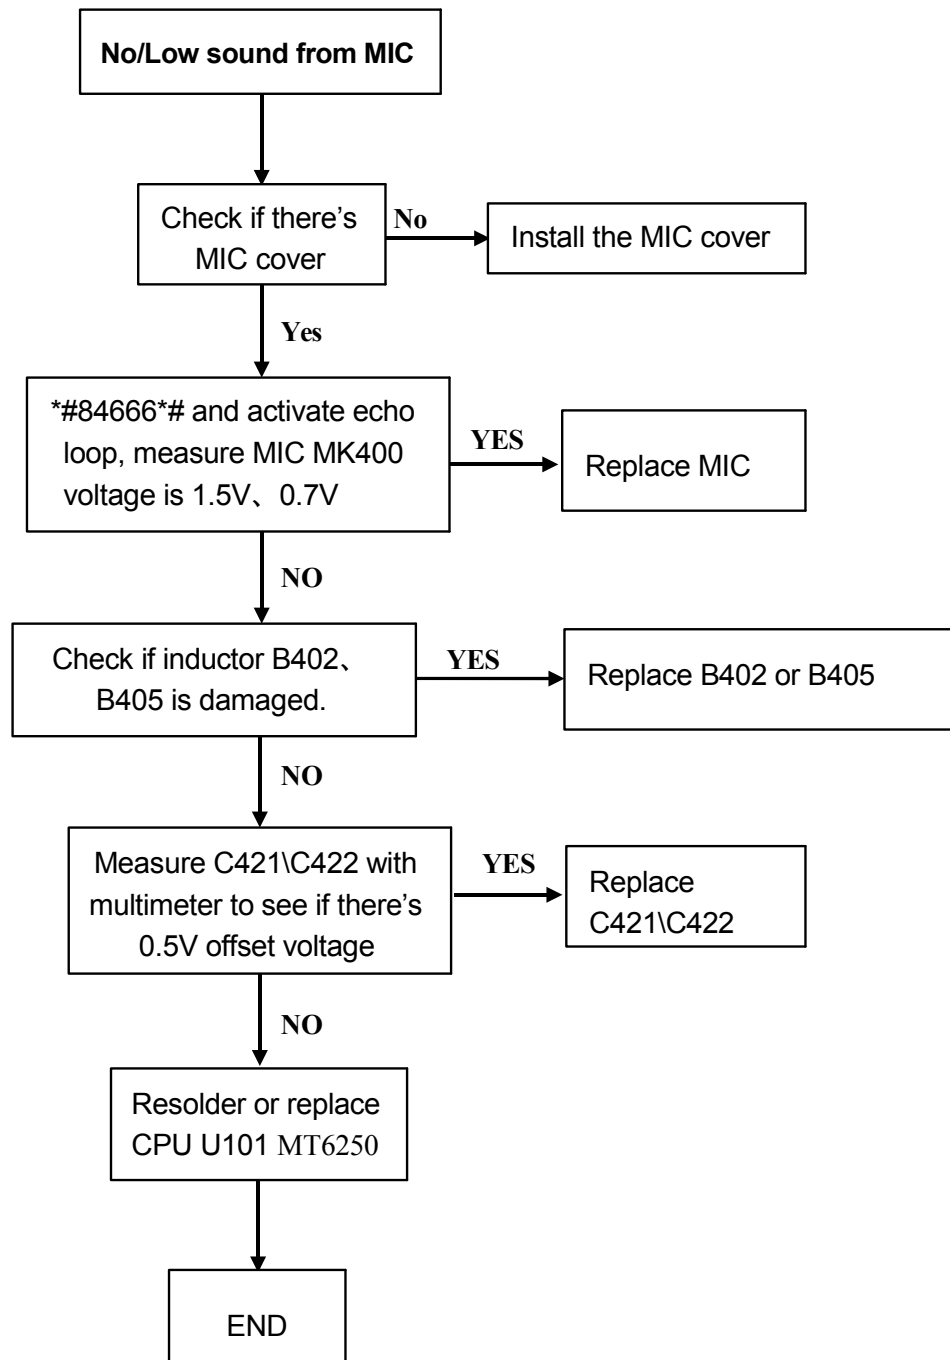 No/Low sound from MIC
Check if there’s
MIC cover
No
Install the MIC cover
Yes
*#84666*# and activate echo
loop, measure MIC MK400
voltage is 1.5V、0.7V
YES
Replace MIC
NO
Check if inductor B402、
B405 is damaged.
YES
Replace B402 or B405
NO
Measure C421\C422 with
multimeter to see if there’s
0.5V offset voltage
YES
Replace
C421\C422
NO
Resolder or replace
CPU U101 MT6250
END